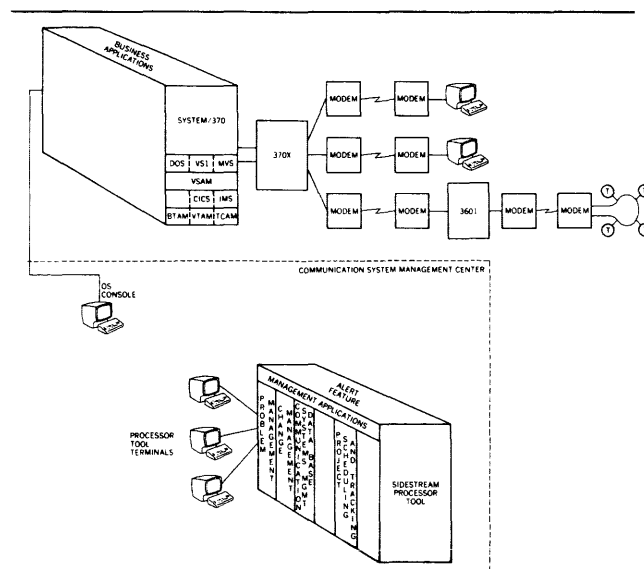 BUSINESS
APPLICATIONS
SYSTEM/370
DOS VS1 MVS
VSAM
CICS IMS
BTAM VTAM TCAM
370X
MODEM
MODEM
MODEM
MODEM
MODEM
MODEM
3601
MODEM
MODEM
T
T
T
T
COMMUNICATION SYSTEM MANAGEMENT CENTER
OS
CONSOLE
PROCESSOR
TOOL
TERMINALS
ALERT
FEATURE
MANAGEMENT APPLICATIONS
PROBLEM
MANAGEMENT
CHANGE
MANAGEMENT
COMMUNICATION
SYSTEMS MGMT
DATA BASE
PROJECT
SCHEDULING
AND TRACKING
SIDESTREAM
PROCESSOR
TOOL